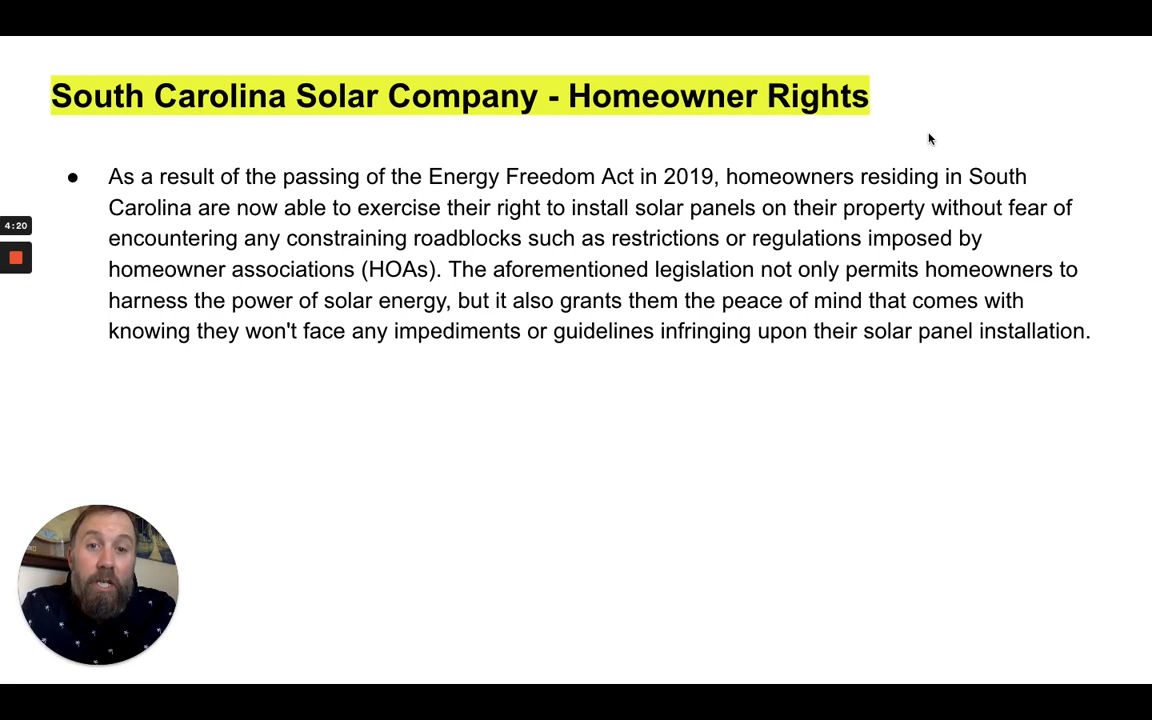 South Carolina Solar Company - Homeowner Rights
● As a result of the passing of the Energy Freedom Act in 2019, homeowners residing in South
Carolina are now able to exercise their right to install solar panels on their property without fear of
encountering any constraining roadblocks such as restrictions or regulations imposed by
homeowner associations (HOAs). The aforementioned legislation not only permits homeowners to
harness the power of solar energy, but it also grants them the peace of mind that comes with
knowing they won't face any impediments or guidelines infringing upon their solar panel installation.
4:20